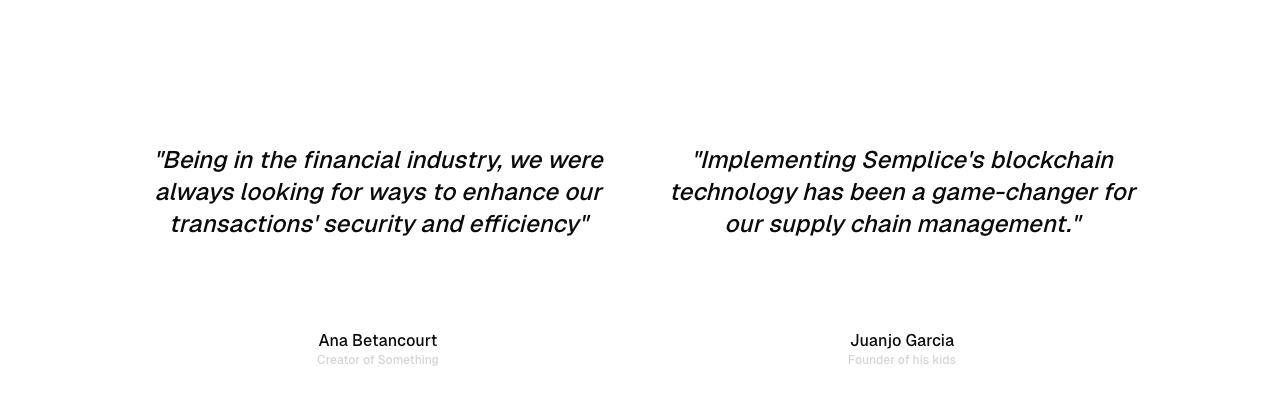 "Being in the financial industry, we were
always looking for ways to enhance our
transactions' security and efficiency"
Ana Betancourt
Creator of Something
"Implementing Semplice's blockchain
technology has been a game-changer for
our supply chain management."
Juanjo Garcia
Founder of his kids